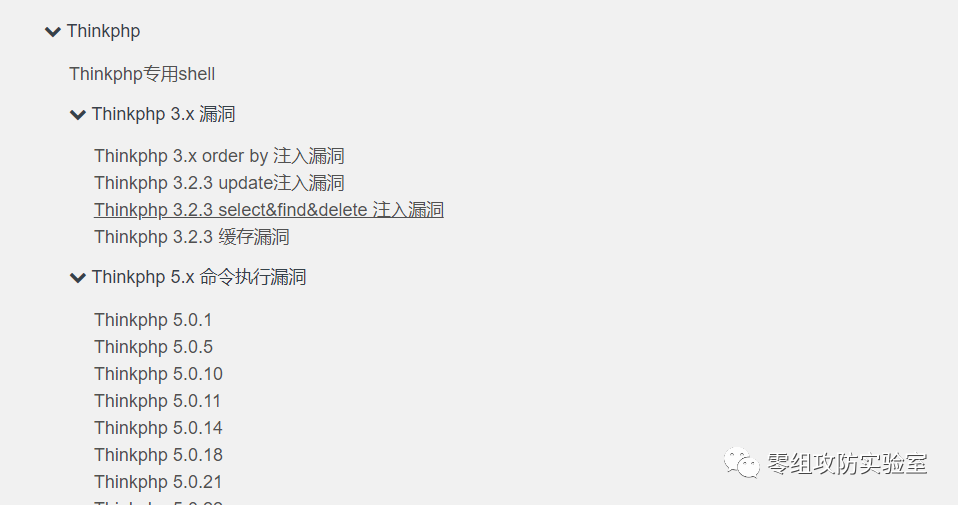 Thinkphp
Thinkphp专用shell
Thinkphp 3.x 漏洞
Thinkphp 3.x order by 注入漏洞
Thinkphp 3.2.3 update注入漏洞
Thinkphp 3.2.3 select&find&delete 注入漏洞
Thinkphp 3.2.3 缓存漏洞
Thinkphp 5.x 命令执行漏洞
Thinkphp 5.0.1
Thinkphp 5.0.5
Thinkphp 5.0.10
Thinkphp 5.0.11
Thinkphp 5.0.14
Thinkphp 5.0.18
Thinkphp 5.0.21
零组攻防实验室